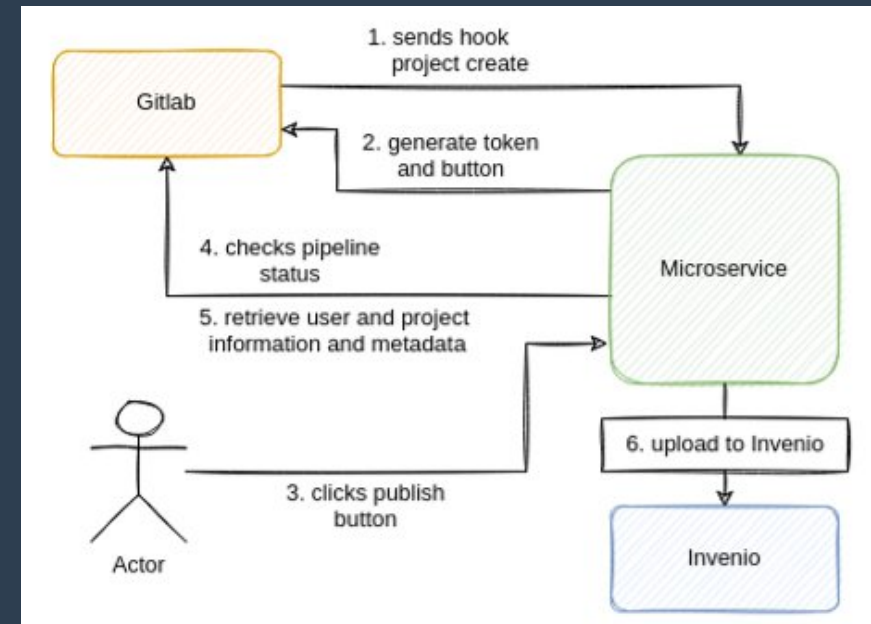 1. sends hook
project create
Gitlab
2. generate token
and button
4. checks pipeline
status
Microservice
5. retrieve user and project
information and metadata
6. upload to Invenio
3. clicks publish
button
Actor
Invenio